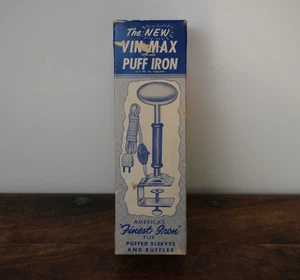 The NEW
VIN-MAX
PUFF IRON
AMERICA'S
"Finest Iron"
FOR
PUFFED SLEEVES
AND RUFFLES